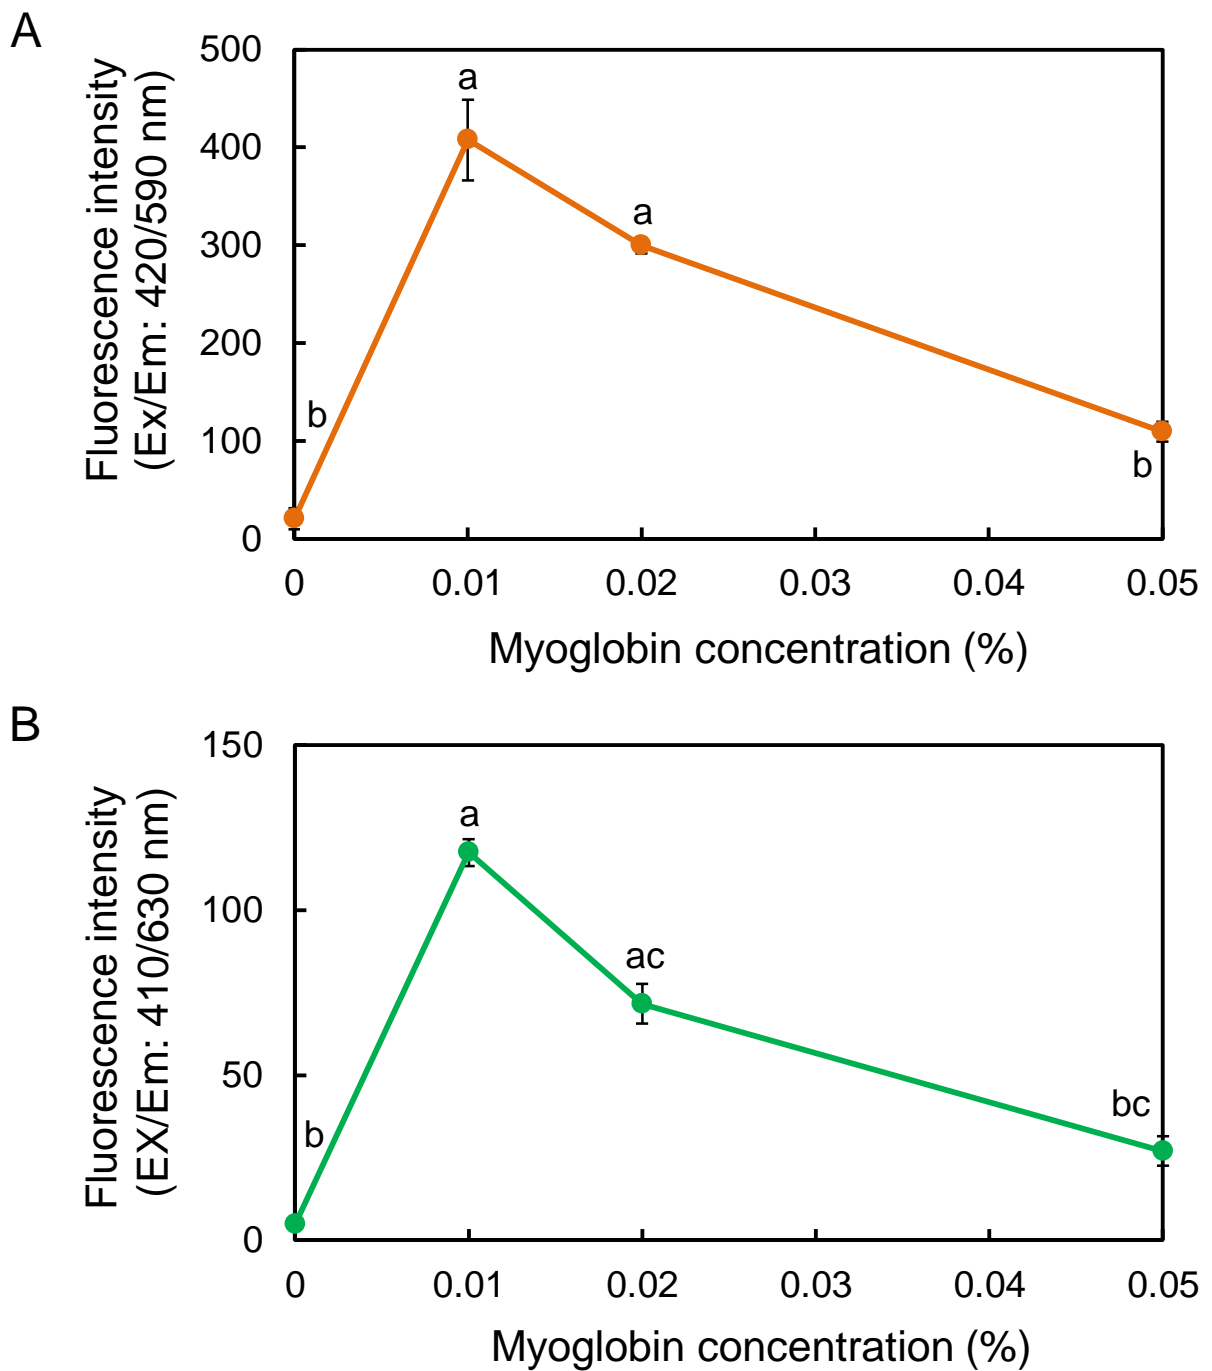 A
Fluorescence intensity
(Ex/Em: 420/590 nm)
500
400
300
200
100
0
a
a
b
b
0 0.01 0.02 0.03 0.04 0.05
Myoglobin concentration (%)
B
Fluorescence intensity
(EX/Em: 410/630 nm)
150
100
50
0
a
ac
bc
b
0 0.01 0.02 0.03 0.04 0.05
Myoglobin concentration (%)